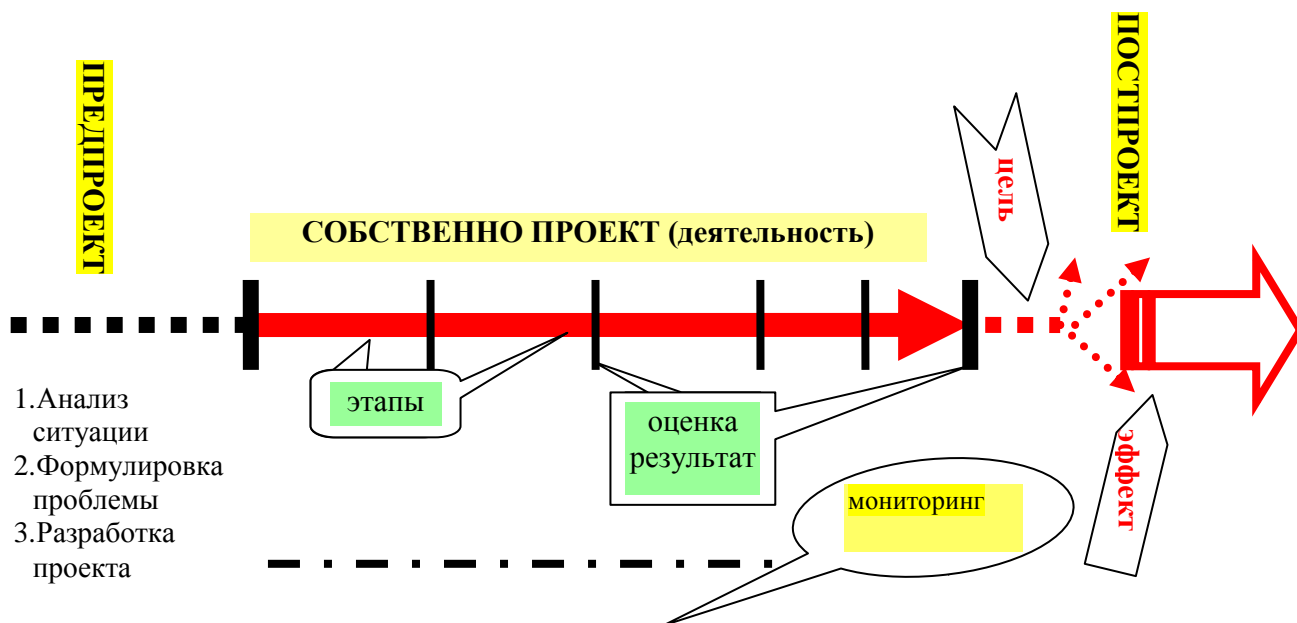 ПРЕДПРОЕКТ
ПОСТПРОЕКТ
цель
СОБСТВЕННО ПРОЕКТ (деятельность)
1.Анализ
ситуации
2.Формулировка
проблемы
3.Разработка
проекта
этапы
оценка
результат
мониторинг
эффект